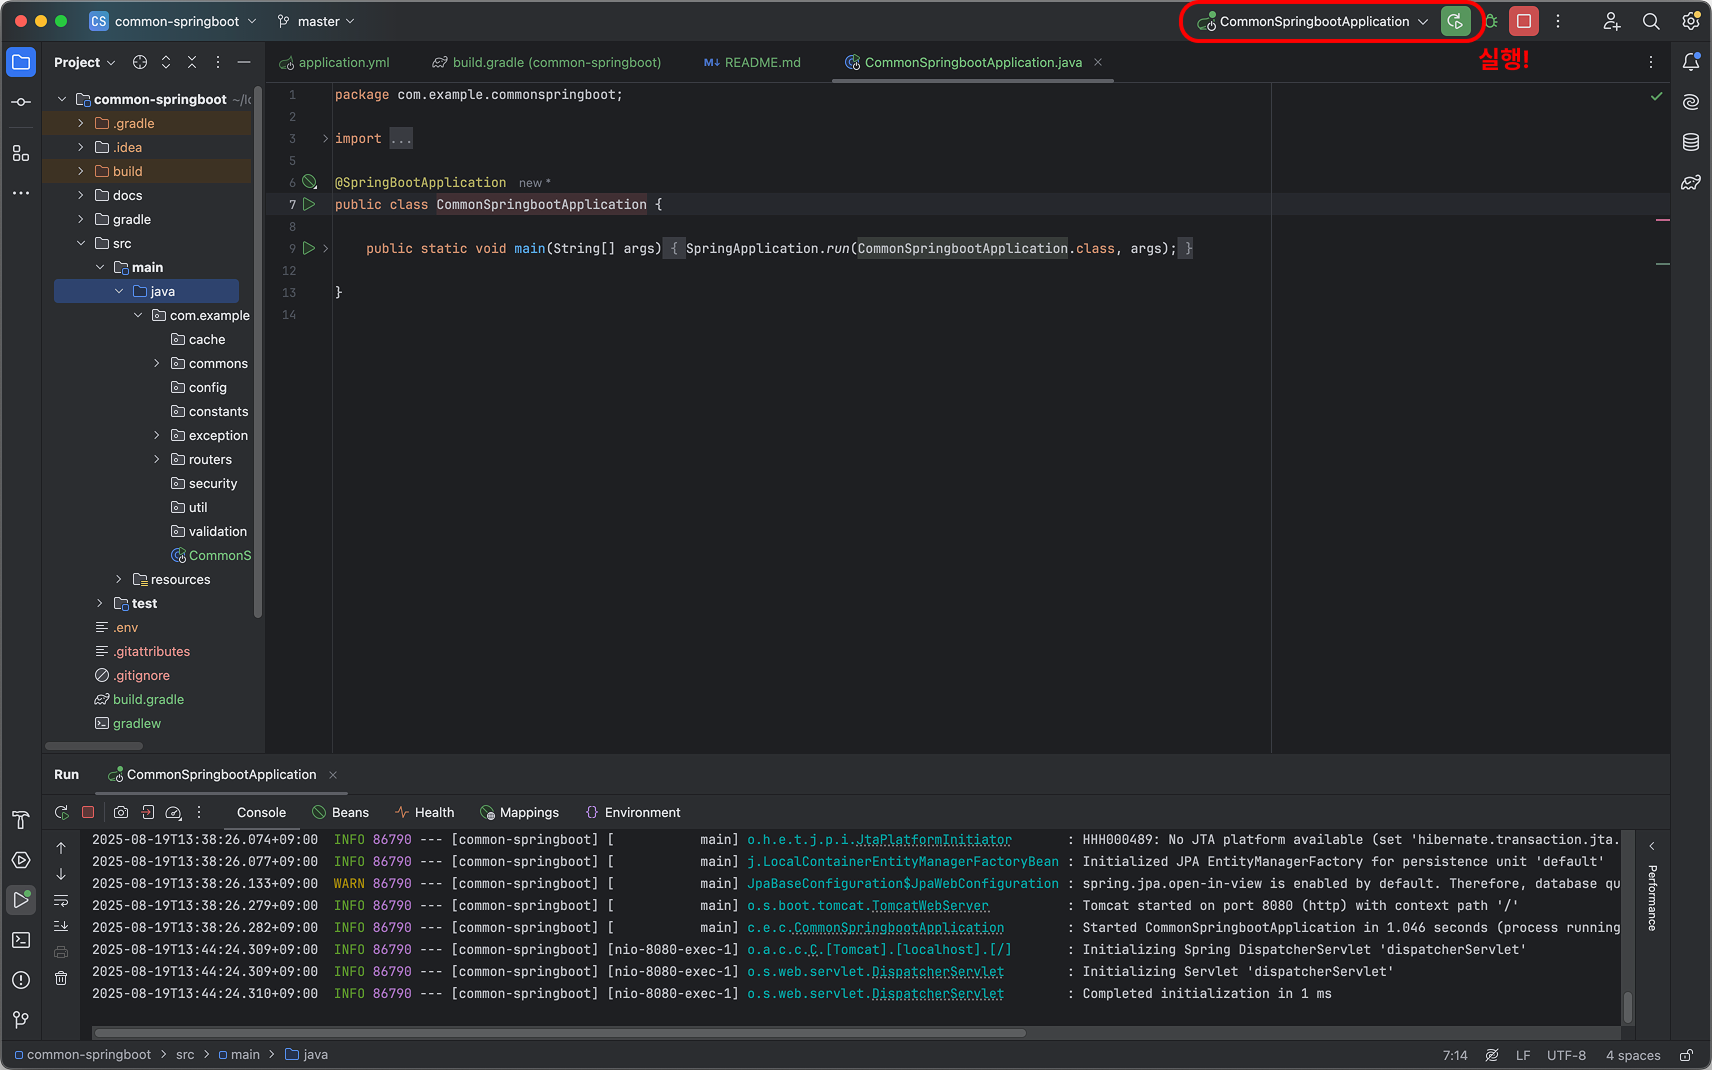 CS common-springboot master CommonSpringbootApplication
실행!
Project
application.yml build.gradle (common-springboot) M↓ README.md CommonSpringbootApplication.java
common-springboot
.gradle
.idea
build
docs
gradle
src
main
java
com.example
cache
commons
config
constants
exception
routers
security
util
validation
CommonS
resources
test
.env
.gitattributes
.gitignore
build.gradle
gradlew
1 package com.example.commonspringboot;
2
3 import ...
5
6 @SpringBootApplication new *
7 public class CommonSpringbootApplication {
8
9 public static void main(String[] args) { SpringApplication.run(CommonSpringbootApplication.class, args); }
12
13 }
14
Run CommonSpringbootApplication
Console Beans Health Mappings Environment
2025-08-19T13:38:26.074+09:00 INFO 86790 --- [common-springboot] [ main] o.h.e.t.j.p.i.JtaPlatformInitiator : HHH000489: No JTA platform available (set 'hibernate.transaction.jta.
2025-08-19T13:38:26.077+09:00 INFO 86790 --- [common-springboot] [ main] j.LocalContainerEntityManagerFactoryBean : Initialized JPA EntityManagerFactory for persistence unit 'default'
2025-08-19T13:38:26.133+09:00 WARN 86790 --- [common-springboot] [ main] JpaBaseConfiguration$JpaWebConfiguration : spring.jpa.open-in-view is enabled by default. Therefore, database qu
2025-08-19T13:38:26.279+09:00 INFO 86790 --- [common-springboot] [ main] o.s.boot.tomcat.TomcatWebServer : Tomcat started on port 8080 (http) with context path '/'
2025-08-19T13:38:26.282+09:00 INFO 86790 --- [common-springboot] [ main] c.e.c.CommonSpringbootApplication : Started CommonSpringbootApplication in 1.046 seconds (process running
2025-08-19T13:44:24.309+09:00 INFO 86790 --- [common-springboot] [nio-8080-exec-1] o.a.c.c.C.[Tomcat].[localhost].[/] : Initializing Spring DispatcherServlet 'dispatcherServlet'
2025-08-19T13:44:24.309+09:00 INFO 86790 --- [common-springboot] [nio-8080-exec-1] o.s.web.servlet.DispatcherServlet : Initializing Servlet 'dispatcherServlet'
2025-08-19T13:44:24.310+09:00 INFO 86790 --- [common-springboot] [nio-8080-exec-1] o.s.web.servlet.DispatcherServlet : Completed initialization in 1 ms
Performance
common-springboot > src > main > java 7:14 LF UTF-8 4 spaces